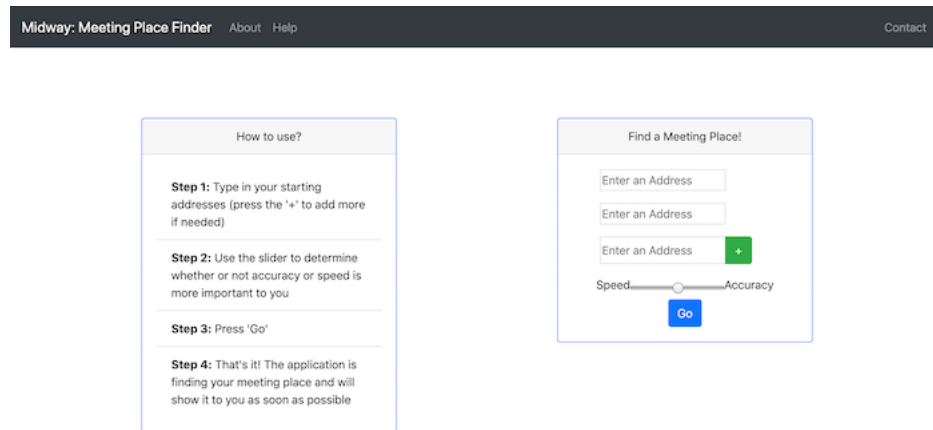 Midway: Meeting Place Finder About Help Contact
How to use?
Step 1: Type in your starting
addresses (press the '+' to add more
if needed)
Step 2: Use the slider to determine
whether or not accuracy or speed is
more important to you
Step 3: Press 'Go'
Step 4: That's it! The application is
finding your meeting place and will
show it to you as soon as possible
Find a Meeting Place!
Enter an Address
Enter an Address
Enter an Address +
Speed Accuracy
Go